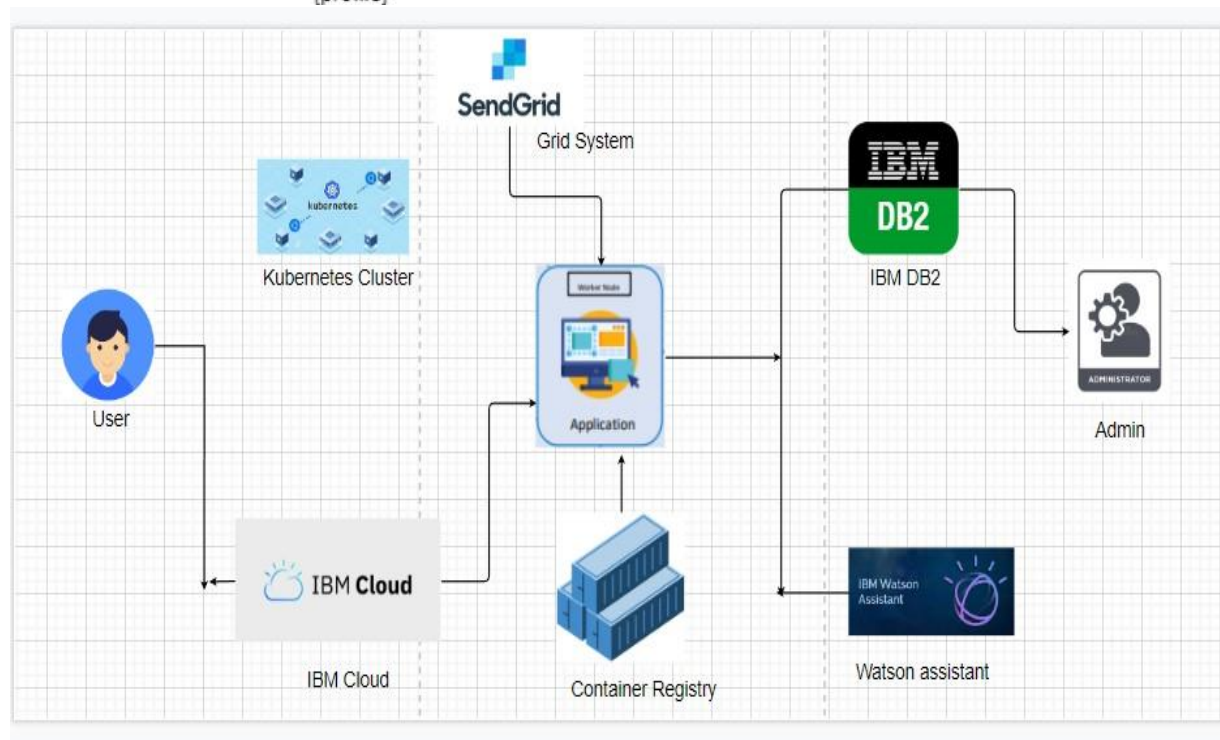 SendGrid
Grid System
kubernetes
Kubernetes Cluster
User
Worker Node
Application
IBM
DB2
IBM DB2
ADMINISTRATOR
Admin
IBM Cloud
IBM Cloud
Container Registry
IBM Watson
Assistant
Watson assistant